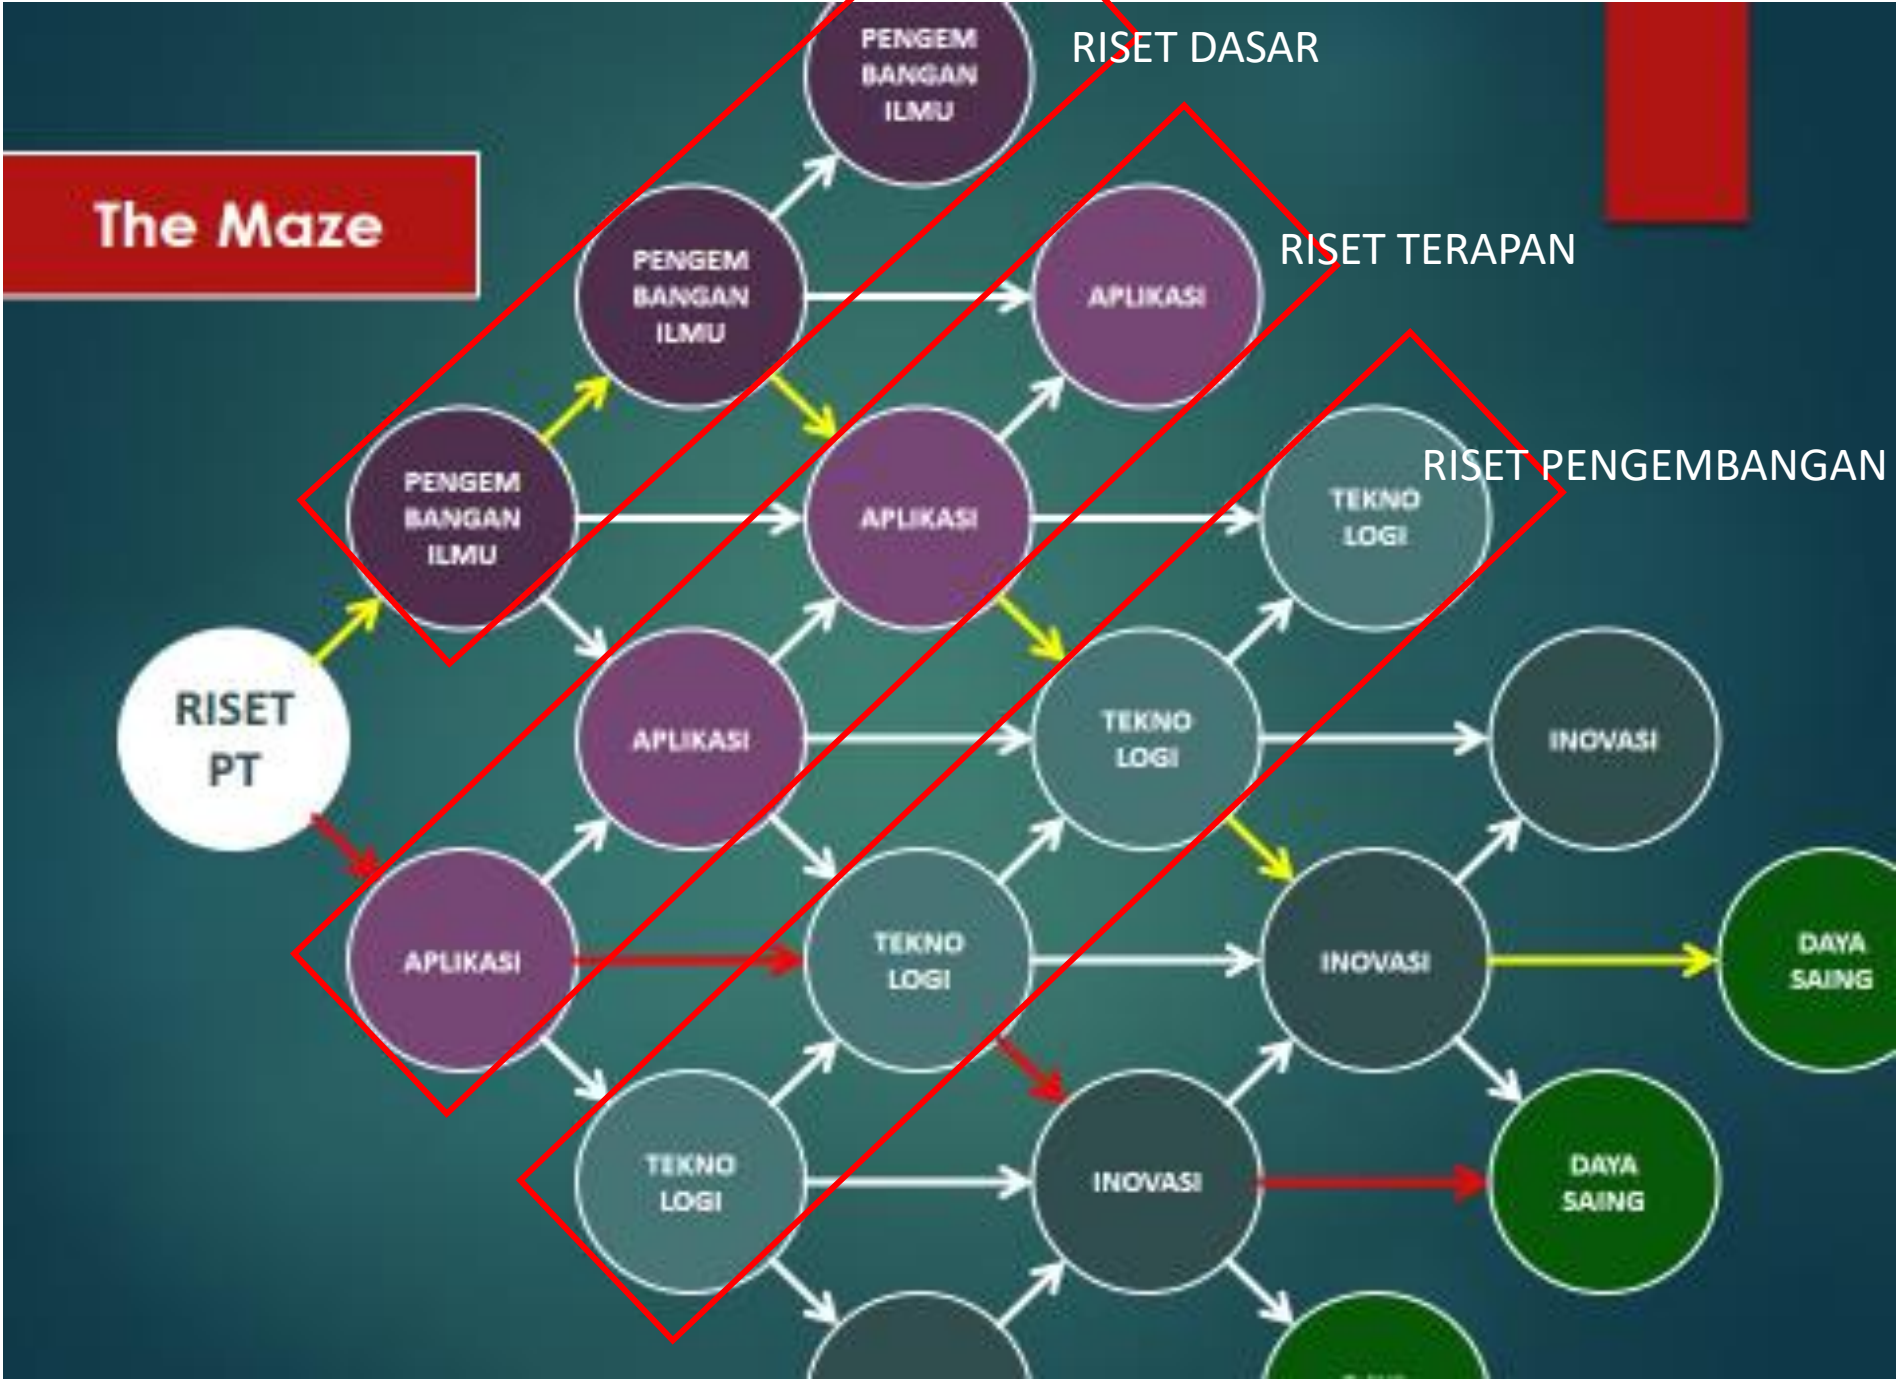 PENGEM
BANGAN
ILMU
RISET DASAR
The Maze
PENGEM
BANGAN
ILMU
APLIKASI
RISET TERAPAN
PENGEM
BANGAN
ILMU
APLIKASI
TEKNO
LOGI
RISET PENGEMBANGAN
RISET
PT
APLIKASI
TEKNO
LOGI
INOVASI
APLIKASI
TEKNO
LOGI
INOVASI
DAYA
SAING
TEKNO
LOGI
INOVASI
DAYA
SAING